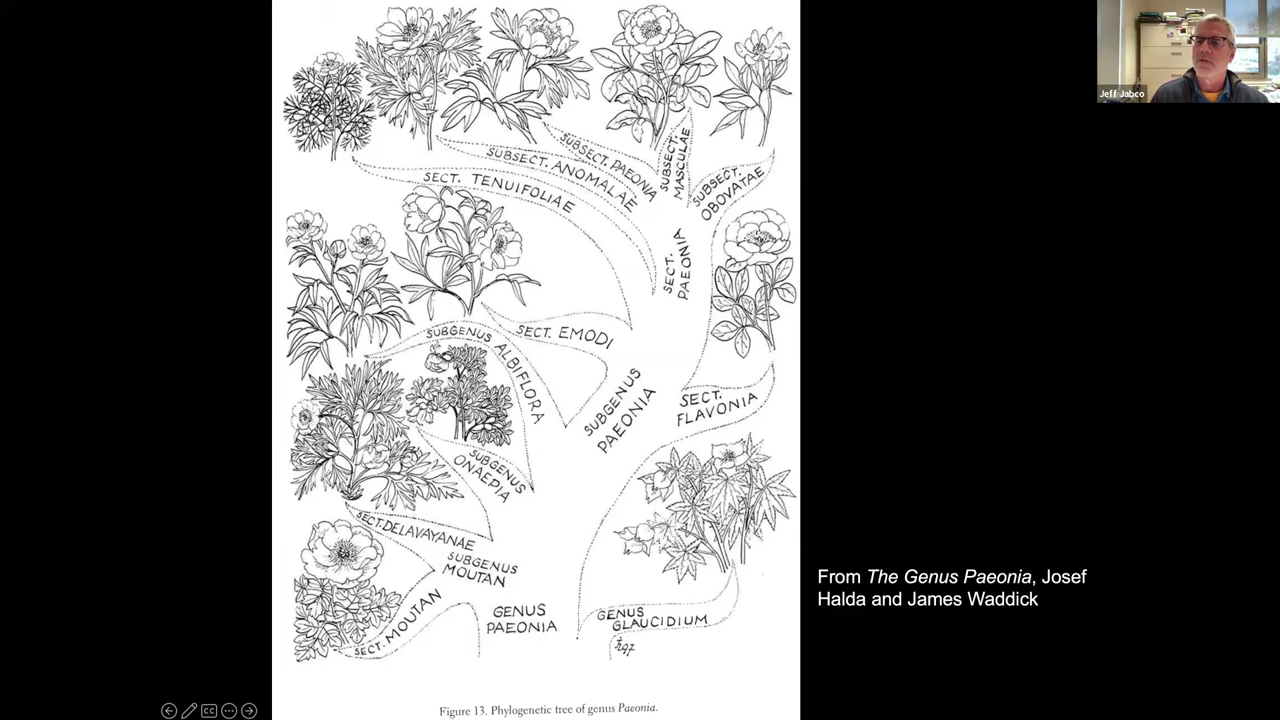 SUBSECT. PAEONIA
SUBSECT. MASCULAE
SUBSECT. ANOMALAE
SECT. TENUIFOLIAE
SUBSECT. OBOVATAE
SECT. PAEONIA
SECT. EMODI
SUBGENUS ALBIFLORA
SUBGENUS PAEONIA
SECT. FLAVONIA
SUBGENUS ONAEPIA
SECT. DELAVAYANAE
SUBGENUS MOUTAN
SECT. MOUTAN
GENUS PAEONIA
GENUS GLAUCIDIUM
Figure 13. Phylogenetic tree of genus Paeonia.
Jeff Jabco
From The Genus Paeonia, Josef
Halda and James Waddick
CC